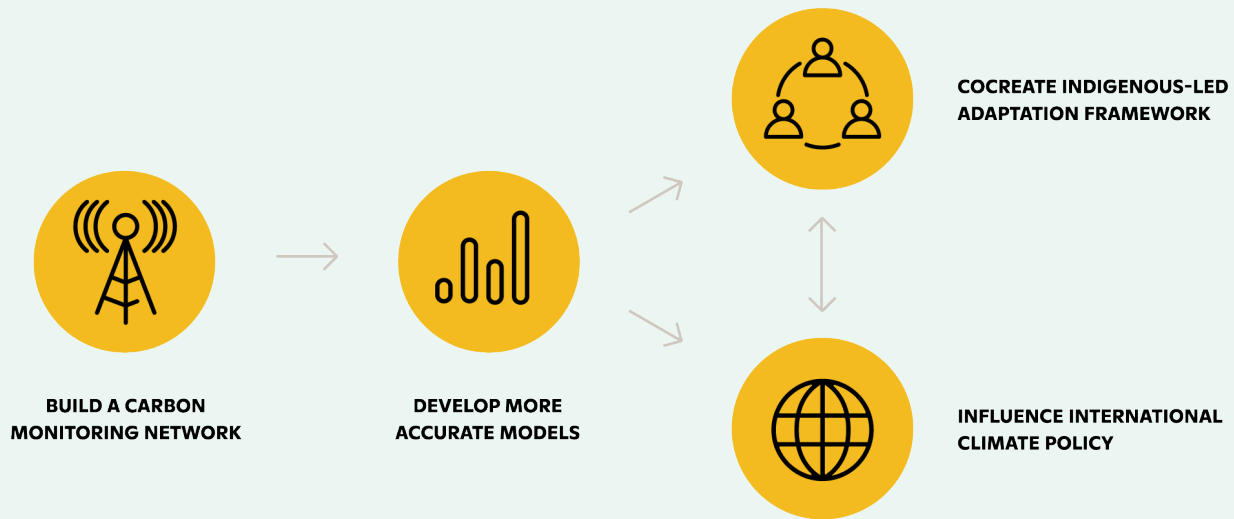 COCREATE INDIGENOUS-LED
ADAPTATION FRAMEWORK
BUILD A CARBON
MONITORING NETWORK
DEVELOP MORE
ACCURATE MODELS
INFLUENCE INTERNATIONAL
CLIMATE POLICY